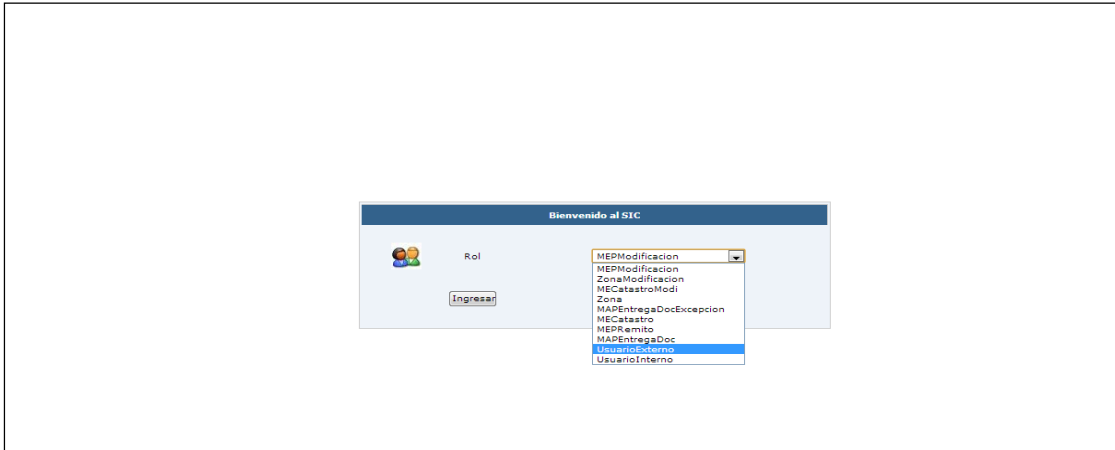 Bienvenido al SIC
Rol
MEPModificacion
MEPModificacion
ZonaModificacion
MECatastroModi
Zona
MAPEntregaDocExcepcion
MECatastro
MEPRemito
MAPEntregaDoc
UsuarioExterno
UsuarioInterno
Ingresar